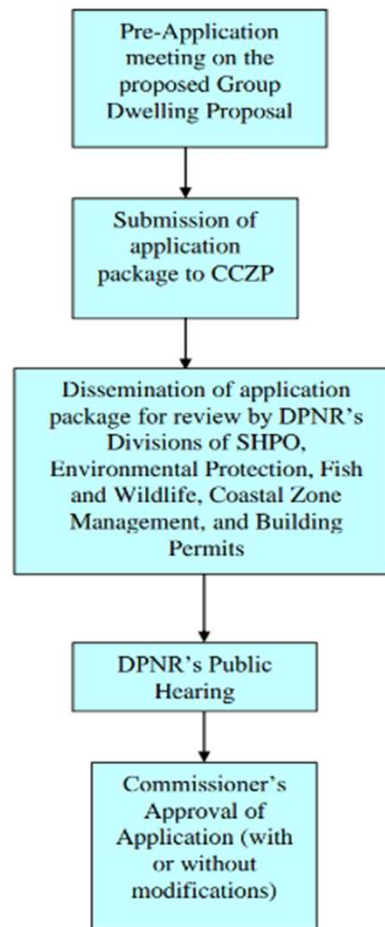 Pre-Application
meeting on the
proposed Group
Dwelling Proposal
Submission of
application
package to CCZP
Dissemination of application
package for review by DPNR's
Divisions of SHPO,
Environmental Protection, Fish
and Wildlife, Coastal Zone
Management, and Building
Permits
DPNR's Public
Hearing
Commissioner's
Approval of
Application (with
or without
modifications)